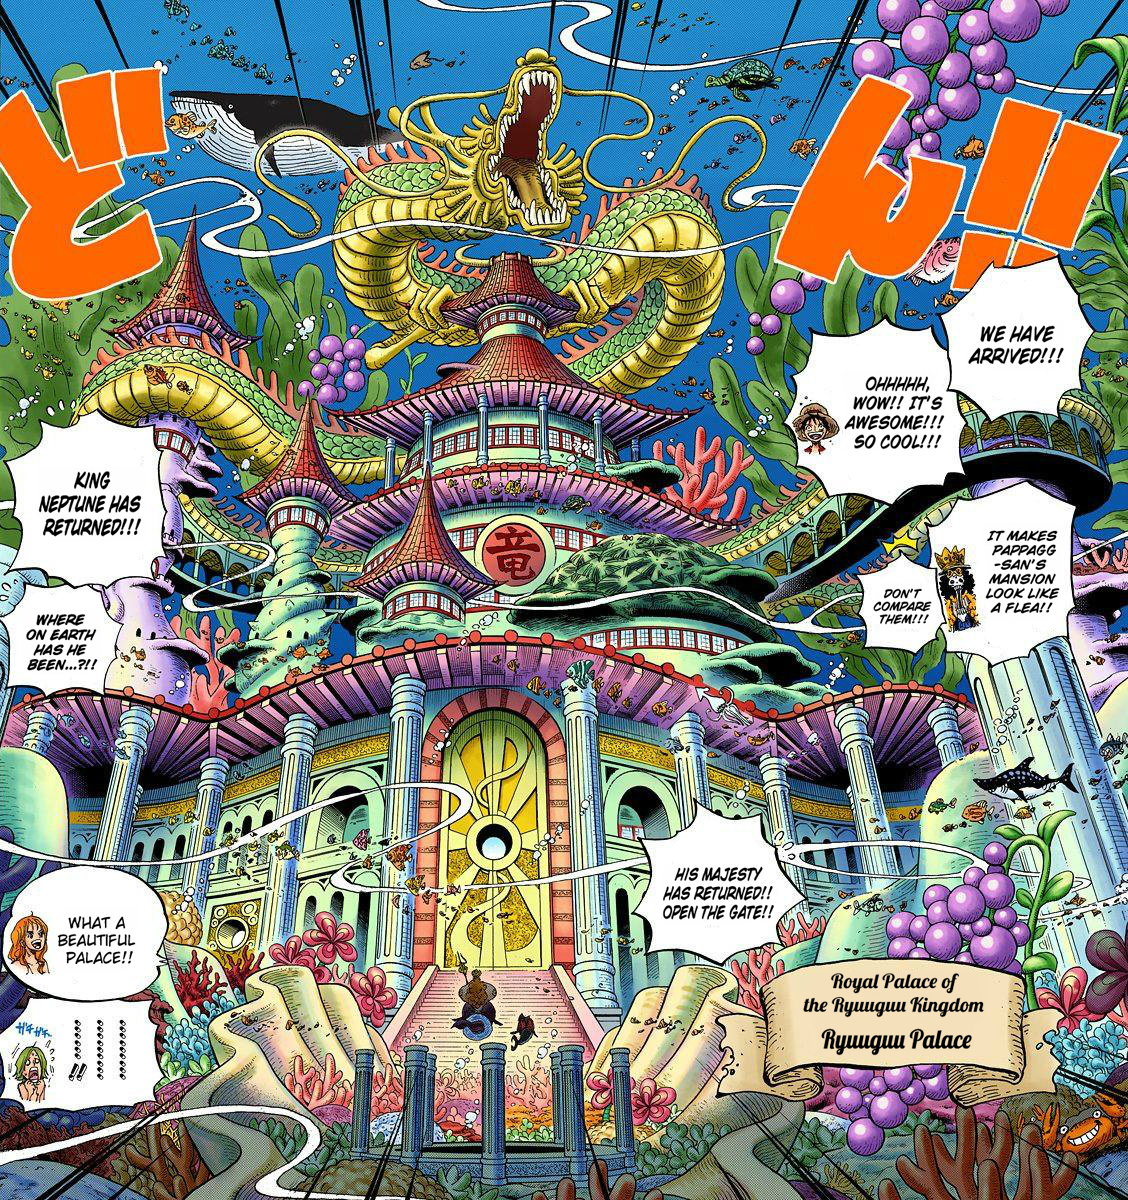 どん!!
WE HAVE
ARRIVED!!!
OHHHHH,
WOW!! IT'S
AWESOME!!!
SO COOL!!!
KING
NEPTUNE HAS
RETURNED!!!
WHERE
ON EARTH
HAS HE
BEEN...?!!
竜
IT MAKES
PAPPAGG
-SAN'S
MANSION
LOOK LIKE
A FLEA!!
DON'T
COMPARE
THEM!!!
HIS MAJESTY
HAS RETURNED!!
OPEN THE GATE!!
WHAT A
BEAUTIFUL
PALACE!!
Royal Palace of
the Ryuuguu Kingdom
Ryuuguu Palace